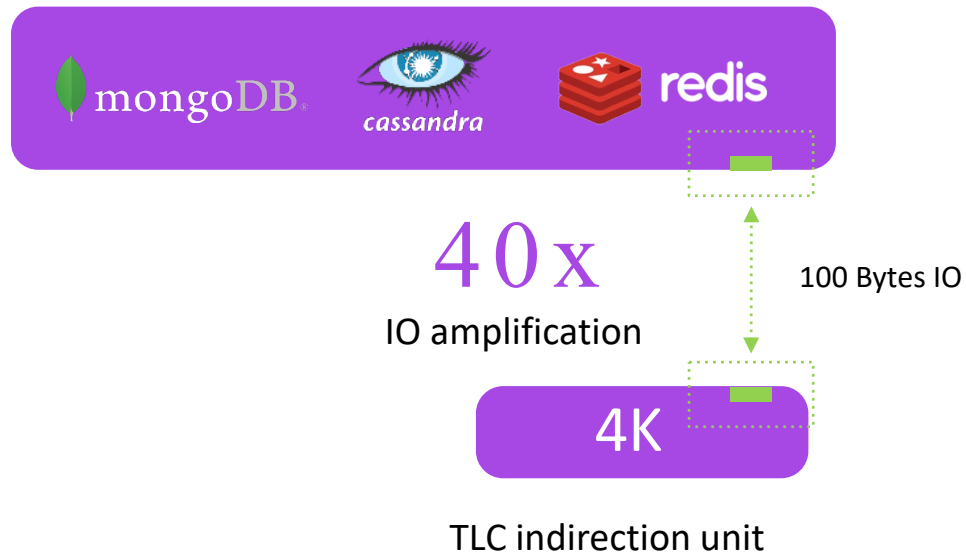 mongoDB®
cassandra
redis
40x
IO amplification
100 Bytes IO
4K
TLC indirection unit